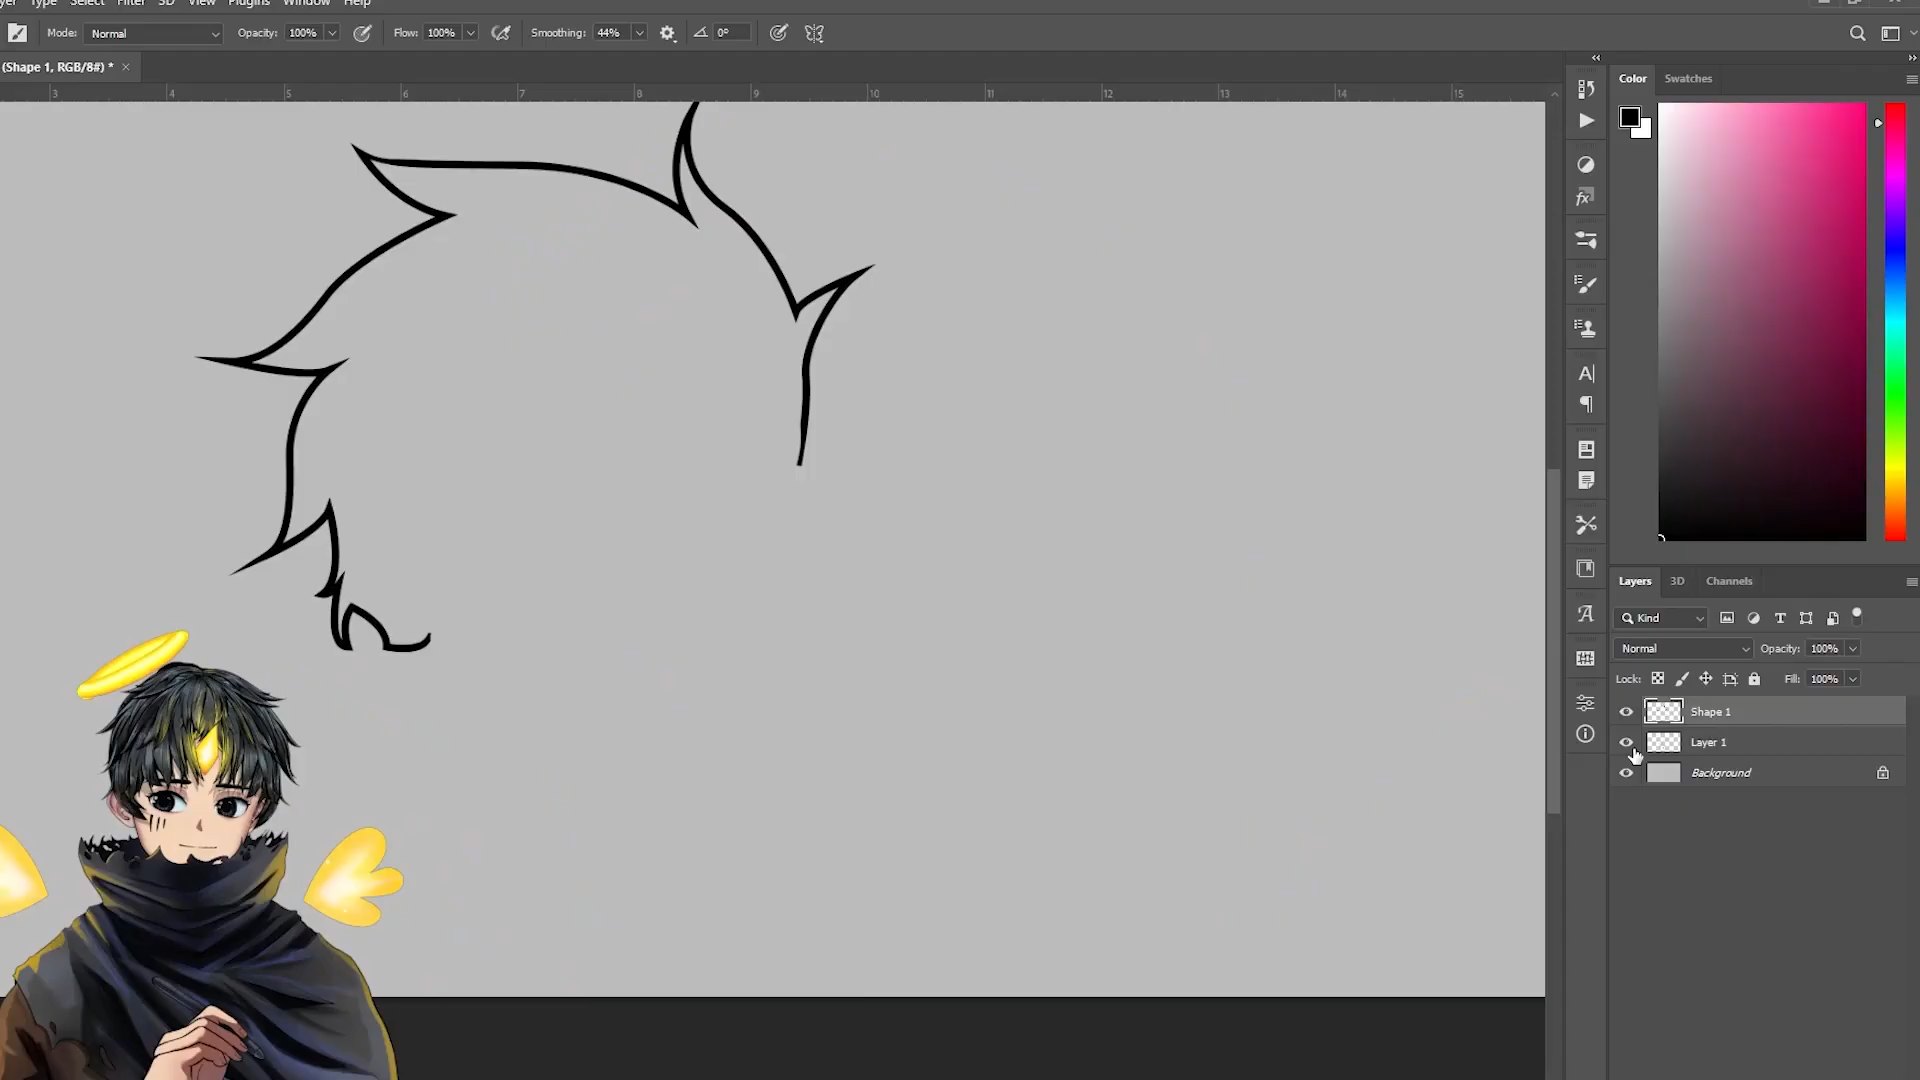 yer Type Select Filter 3D View Plugins Window Help
Mode: Normal Opacity: 100% Flow: 100% Smoothing: 44% 0°
(Shape 1, RGB/8#) * ×
3 4 5 6 7 8 9 10 11 12 13 14 15
Color Swatches
Layers 3D Channels
Kind
Normal Opacity: 100%
Lock: Fill: 100%
Shape 1
Layer 1
Background